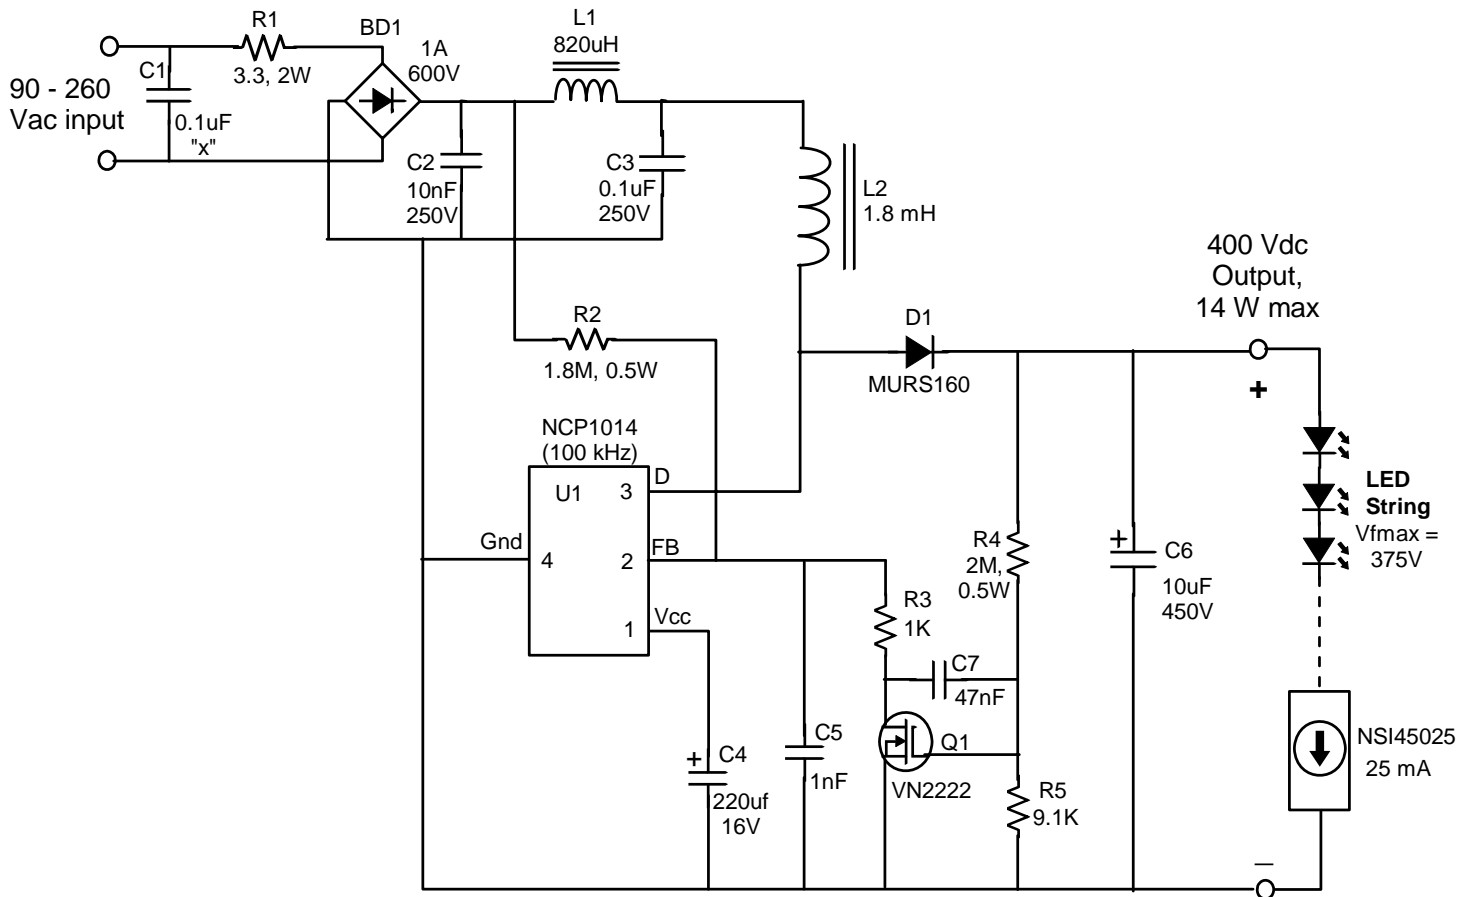 90 - 260
Vac input
C1
0.1uF
"x"
R1
3.3, 2W
BD1
1A
600V
L1
820uH
C2
10nF
250V
C3
0.1uF
250V
L2
1.8 mH
R2
1.8M, 0.5W
D1
MURS160
400 Vdc
Output,
14 W max
+
NCP1014
(100 kHz)
U1
3
D
Gnd
4
2
FB
1
Vcc
R3
1K
R4
2M,
0.5W
+
C6
10uF
450V
LED
String
Vfmax =
375V
C7
47nF
Q1
VN2222
+
C4
220uf
16V
C5
1nF
R5
9.1K
NSI45025
25 mA
–